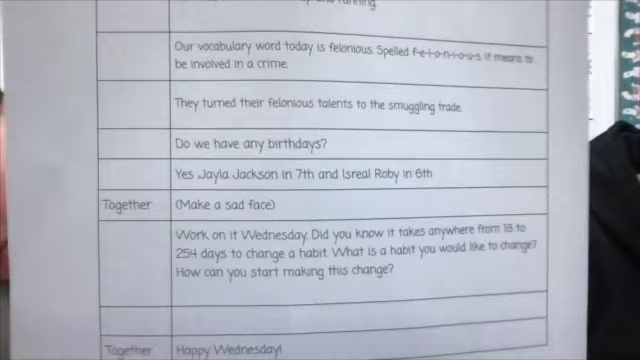 running.
Our vocabulary word today is felonious. Spelled f-e-l-o-n-i-o-u-s. It means to
be involved in a crime.
They turned their felonious talents to the smuggling trade.
Do we have any birthdays?
Yes Jayla Jackson in 7th and Isreal Roby in 6th
Together (Make a sad face)
Work on it Wednesday. Did you know it takes anywhere from 18 to
254 days to change a habit. What is a habit you would like to change?
How can you start making this change?
Together Happy Wednesday!